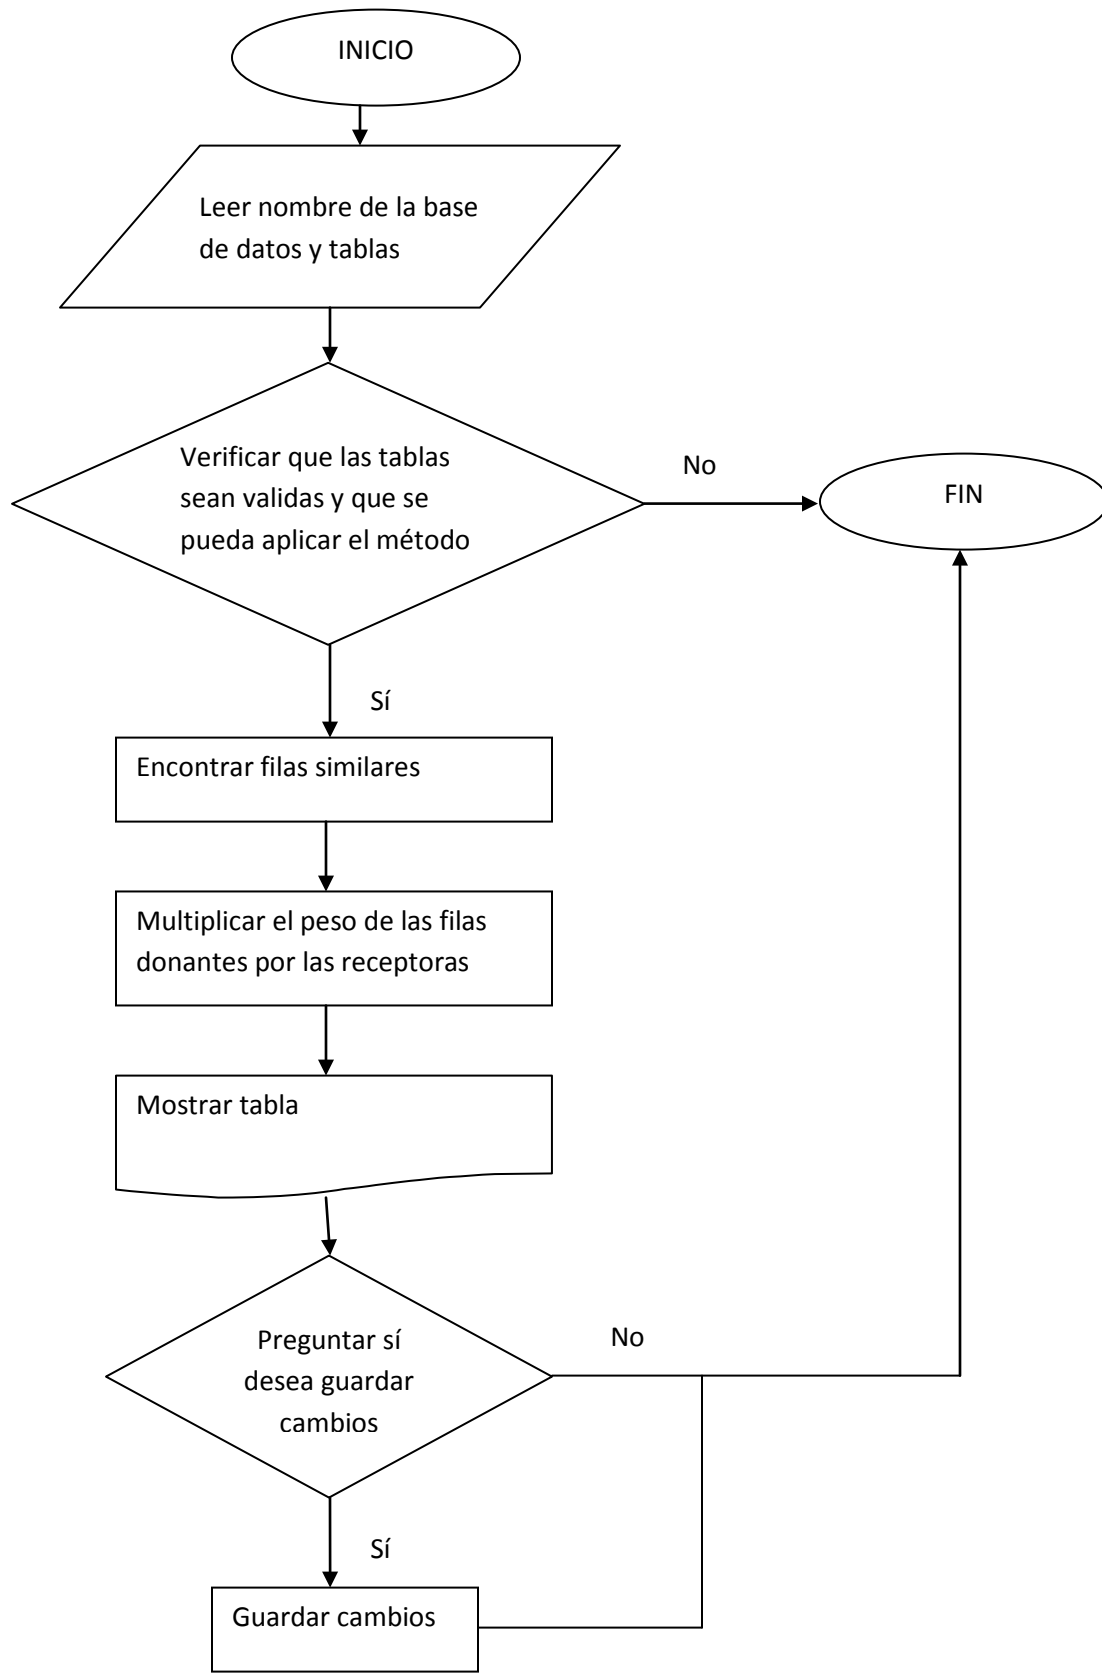 INICIO
Leer nombre de la base
de datos y tablas
Verificar que las tablas
sean validas y que se
pueda aplicar el método
No
FIN
Sí
Encontrar filas similares
Multiplicar el peso de las filas
donantes por las receptoras
Mostrar tabla
Preguntar sí
desea guardar
cambios
No
Sí
Guardar cambios